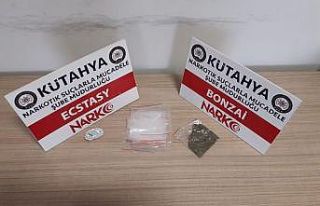 KÜTAHYA
NARKOTİK SUÇLARLA MÜCADELE
ŞUBE MÜDÜRLÜĞÜ
ECSTASY
NARKO
KÜTAHYA
NARKOTİK SUÇLARLA MÜCADELE
ŞUBE MÜDÜRLÜĞÜ
BONZAİ
NARKO